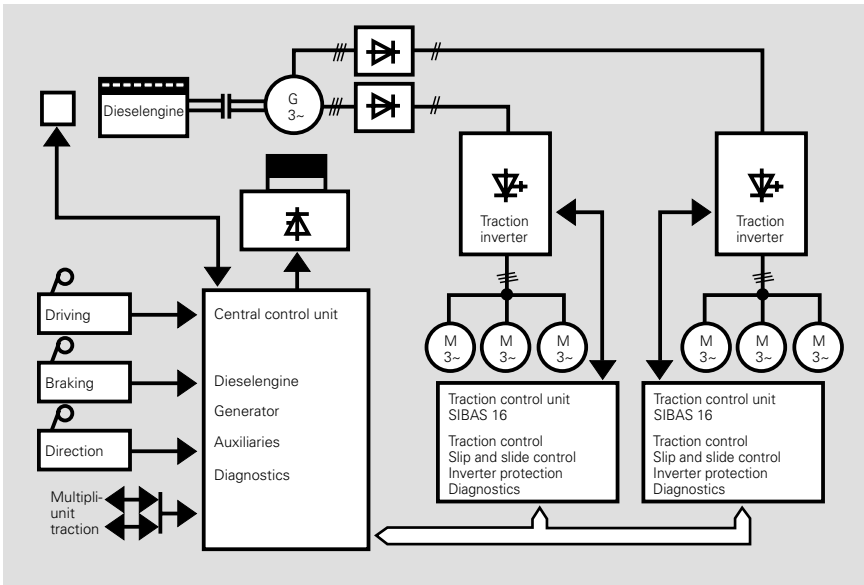 Dieselengine
G
3~
Traction
inverter
Traction
inverter
Driving
Braking
Direction
Multipli-
unit
traction
Central control unit
Dieselengine
Generator
Auxiliaries
Diagnostics
M
3~
M
3~
M
3~
M
3~
M
3~
M
3~
Traction control unit
SIBAS 16
Traction control
Slip and slide control
Inverter protection
Diagnostics
Traction control unit
SIBAS 16
Traction control
Slip and slide control
Inverter protection
Diagnostics